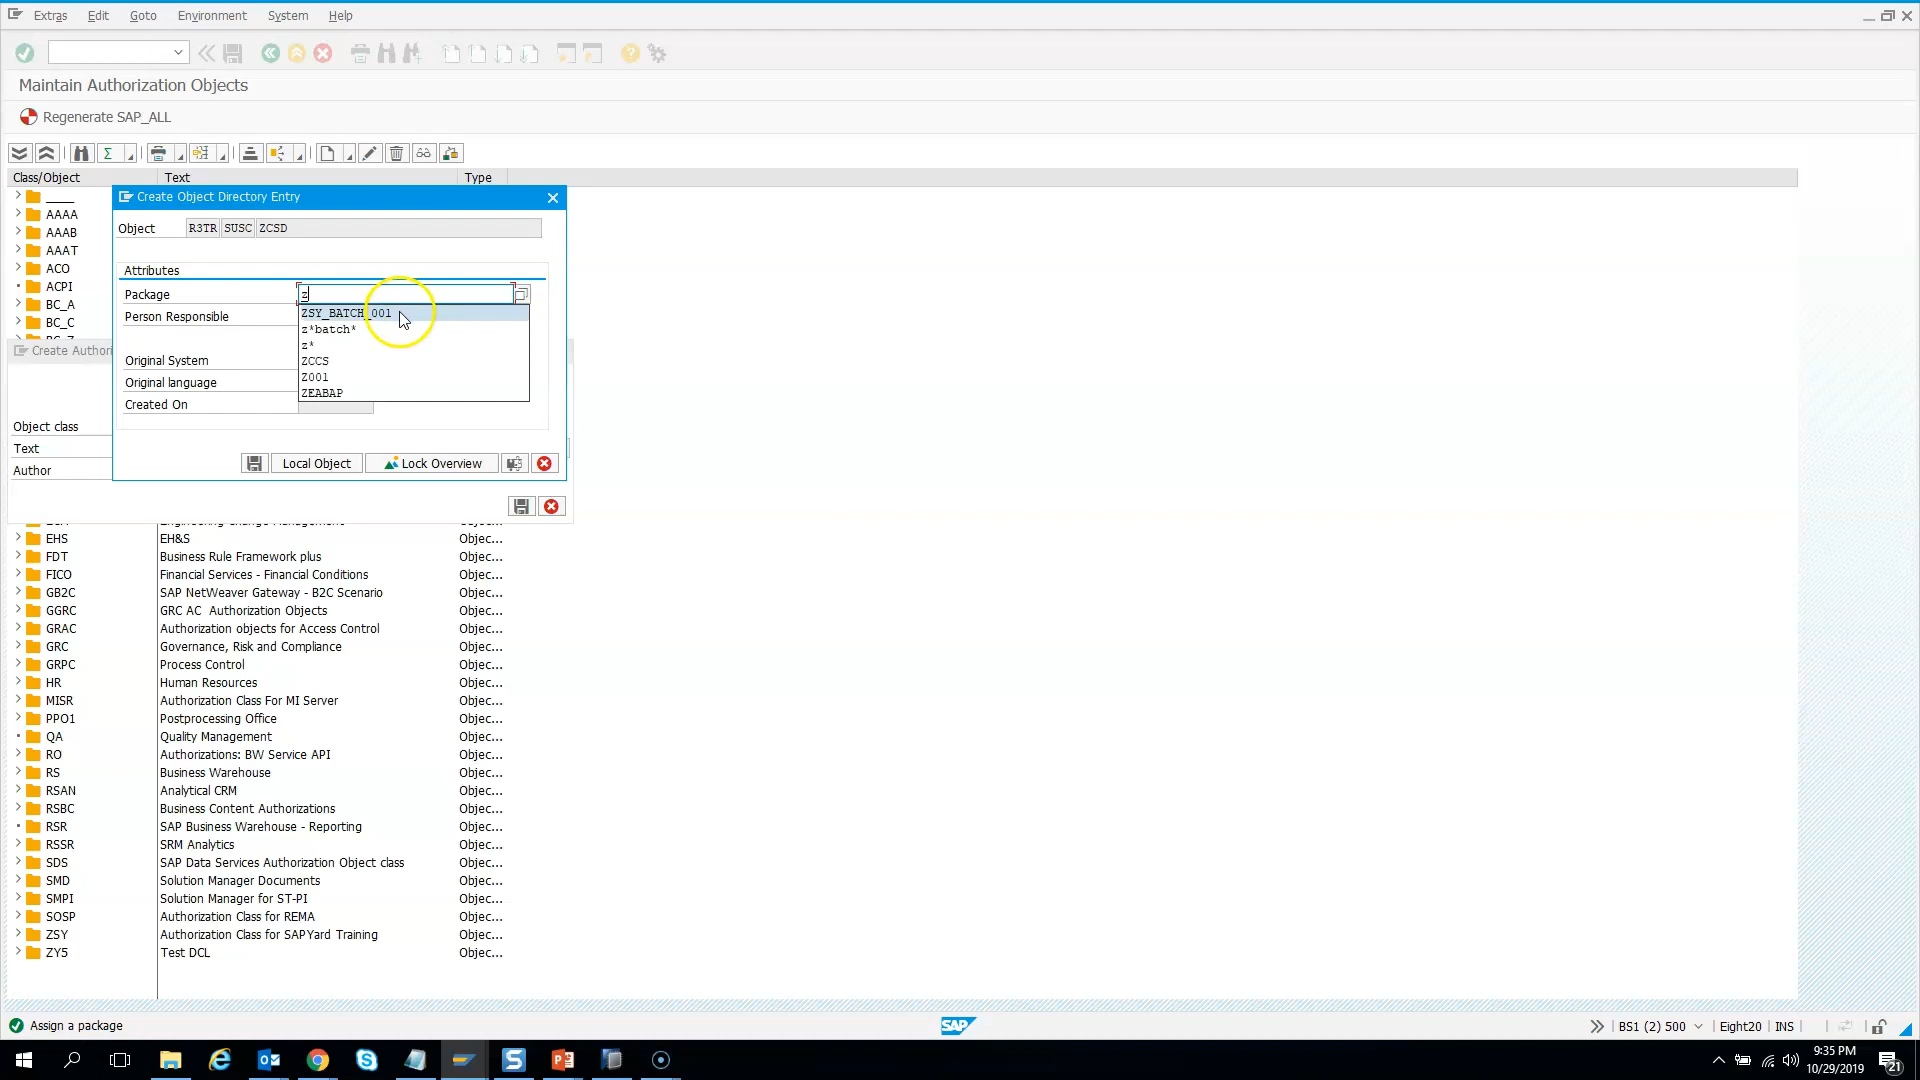 Extras Edit Goto Environment System Help
Maintain Authorization Objects
Regenerate SAP_ALL
Class/Object Text Type
____
AAAA
AAAB
AAAT
ACO
ACPI
BC_A
BC_C
Create Object Directory Entry
Object R3TR SUSC ZCSD
Attributes
Package z
ZSY_BATCH_001
z*batch*
z*
ZCCS
Z001
ZEABAP
Person Responsible
Original System
Original language
Created On
Local Object Lock Overview
Create Authori
Object class
Text
Author
EHS EH&S Objec...
FDT Business Rule Framework plus Objec...
FICO Financial Services - Financial Conditions Objec...
GB2C SAP NetWeaver Gateway - B2C Scenario Objec...
GGRC GRC AC Authorization Objects Objec...
GRAC Authorization objects for Access Control Objec...
GRC Governance, Risk and Compliance Objec...
GRPC Process Control Objec...
HR Human Resources Objec...
MISR Authorization Class For MI Server Objec...
PPO1 Postprocessing Office Objec...
QA Quality Management Objec...
RO Authorizations: BW Service API Objec...
RS Business Warehouse Objec...
RSAN Analytical CRM Objec...
RSBC Business Content Authorizations Objec...
RSR SAP Business Warehouse - Reporting Objec...
RSSR SRM Analytics Objec...
SDS SAP Data Services Authorization Object class Objec...
SMD Solution Manager Documents Objec...
SMPI Solution Manager for ST-PI Objec...
SOSP Authorization Class for REMA Objec...
ZSY Authorization Class for SAPYard Training Objec...
ZY5 Test DCL Objec...
Assign a package SAP BS1 (2) 500 Eight20 INS
9:35 PM
10/29/2019
21